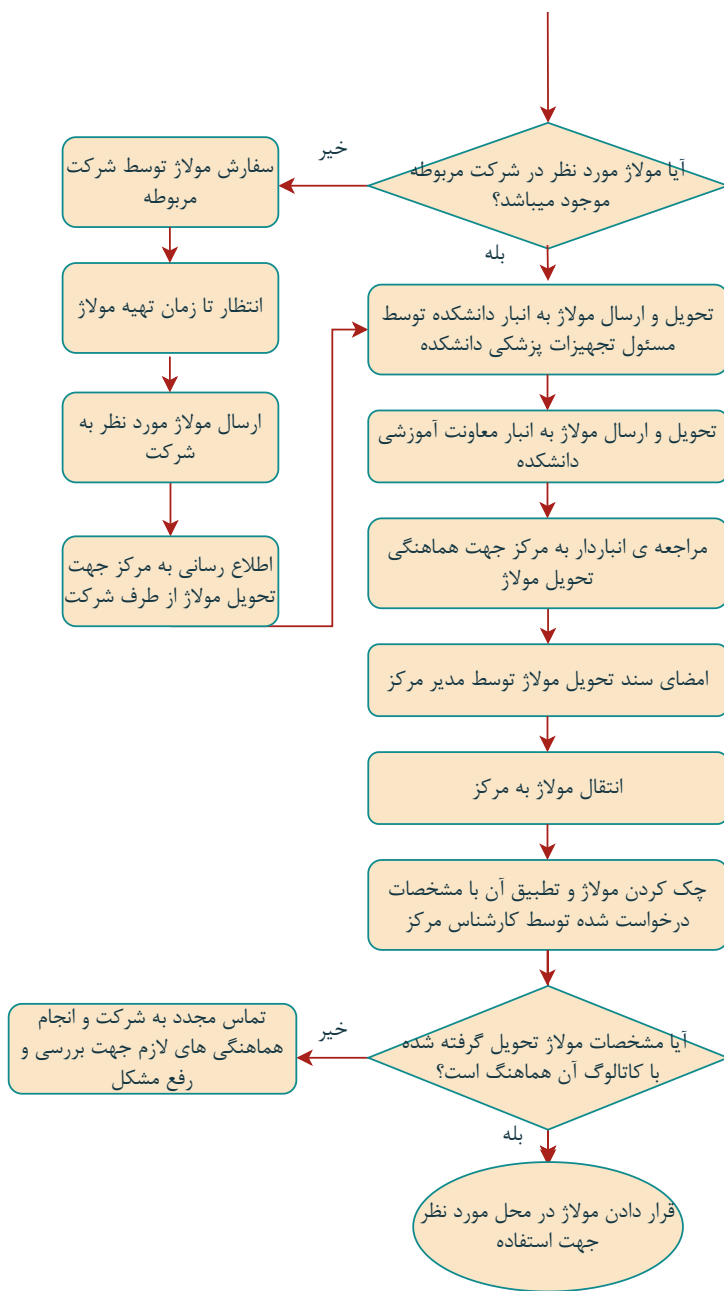 آیا مولاژ مورد نظر در شرکت مربوطه
موجود میباشد؟
خیر
سفارش مولاژ توسط شرکت
مربوطه
انتظار تا زمان تهیه مولاژ
ارسال مولاژ مورد نظر به
شرکت
اطلاع رسانی به مرکز جهت
تحویل مولاژ از طرف شرکت
بله
تحویل و ارسال مولاژ به انبار دانشکده توسط
مسئول تجهیزات پزشکی دانشکده
تحویل و ارسال مولاژ به انبار معاونت آموزشی
دانشکده
مراجعه ی انباردار به مرکز جهت هماهنگی
تحویل مولاژ
امضای سند تحویل مولاژ توسط مدیر مرکز
انتقال مولاژ به مرکز
چک کردن مولاژ و تطبیق آن با مشخصات
درخواست شده توسط کارشناس مرکز
آیا مشخصات مولاژ تحویل گرفته شده
با کاتالوگ آن هماهنگ است؟
خیر
تماس مجدد به شرکت و انجام
هماهنگی های لازم جهت بررسی و
رفع مشکل
بله
قرار دادن مولاژ در محل مورد نظر
جهت استفاده